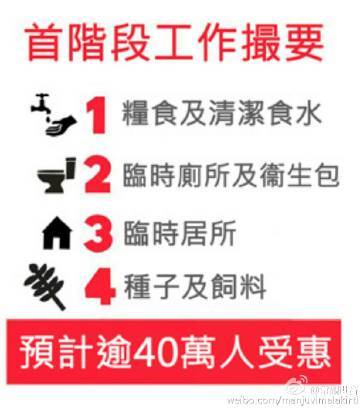 首階段工作撮要
1 糧食及清潔食水
2 臨時廁所及衞生包
3 臨時居所
4 種子及飼料
預計逾40萬人受惠
weibo.com/manjuvimalakirti